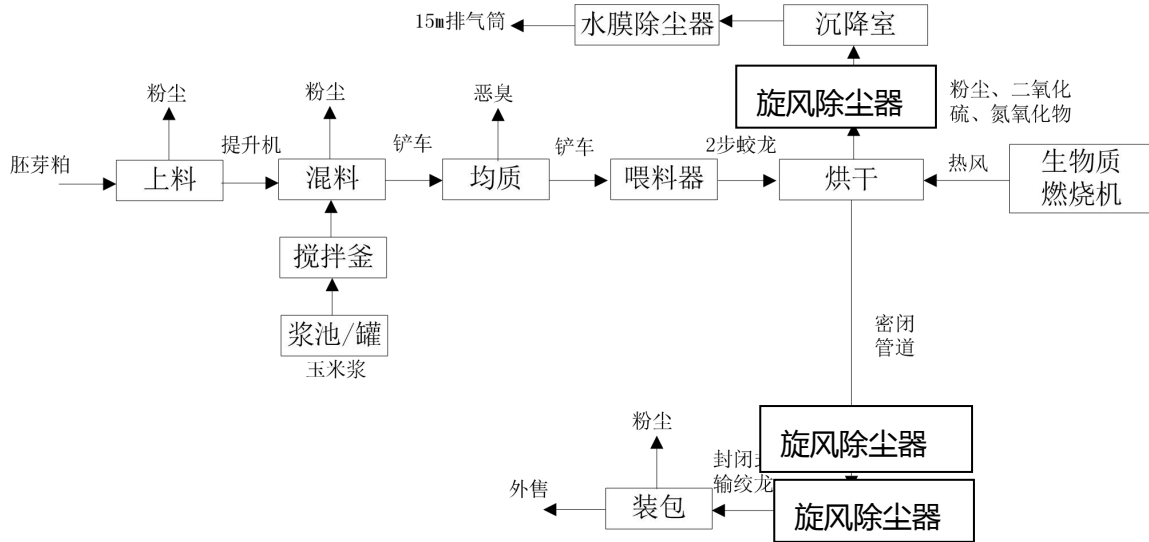 15m排气筒
水膜除尘器
沉降室
旋风除尘器
粉尘、二氧化
硫、氮氧化物
粉尘
粉尘
恶臭
胚芽粕
上料
提升机
混料
铲车
均质
铲车
喂料器
2步蛟龙
烘干
热风
生物质
燃烧机
搅拌釜
浆池/罐
玉米浆
密闭
管道
旋风除尘器
粉尘
封闭
输绞龙
外售
装包
旋风除尘器